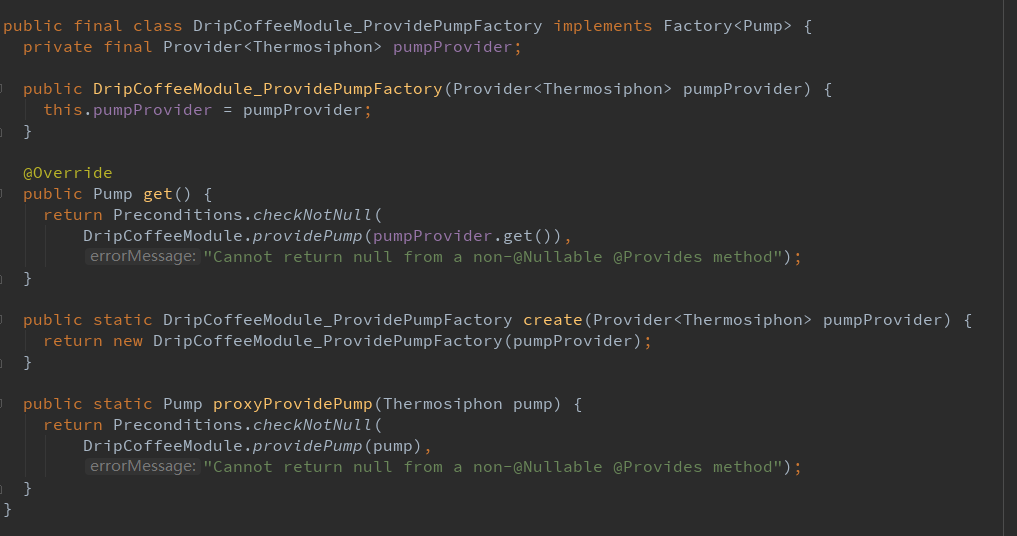 public final class DripCoffeeModule_ProvidePumpFactory implements Factory<Pump> {
  private final Provider<Thermosiphon> pumpProvider;

  public DripCoffeeModule_ProvidePumpFactory(Provider<Thermosiphon> pumpProvider) {
    this.pumpProvider = pumpProvider;
  }

  @Override
  public Pump get() {
    return Preconditions.checkNotNull(
        DripCoffeeModule.providePump(pumpProvider.get()),
        errorMessage: "Cannot return null from a non-@Nullable @Provides method");
  }

  public static DripCoffeeModule_ProvidePumpFactory create(Provider<Thermosiphon> pumpProvider) {
    return new DripCoffeeModule_ProvidePumpFactory(pumpProvider);
  }

  public static Pump proxyProvidePump(Thermosiphon pump) {
    return Preconditions.checkNotNull(
        DripCoffeeModule.providePump(pump),
        errorMessage: "Cannot return null from a non-@Nullable @Provides method");
  }
}